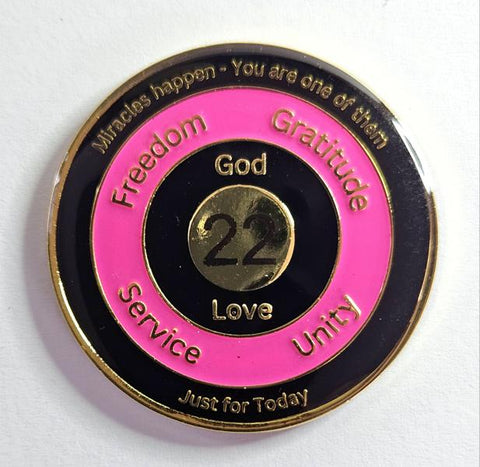 Miracles happen - You are one of them
Freedom
Gratitude
God
22
Love
Service
Unity
Just for Today